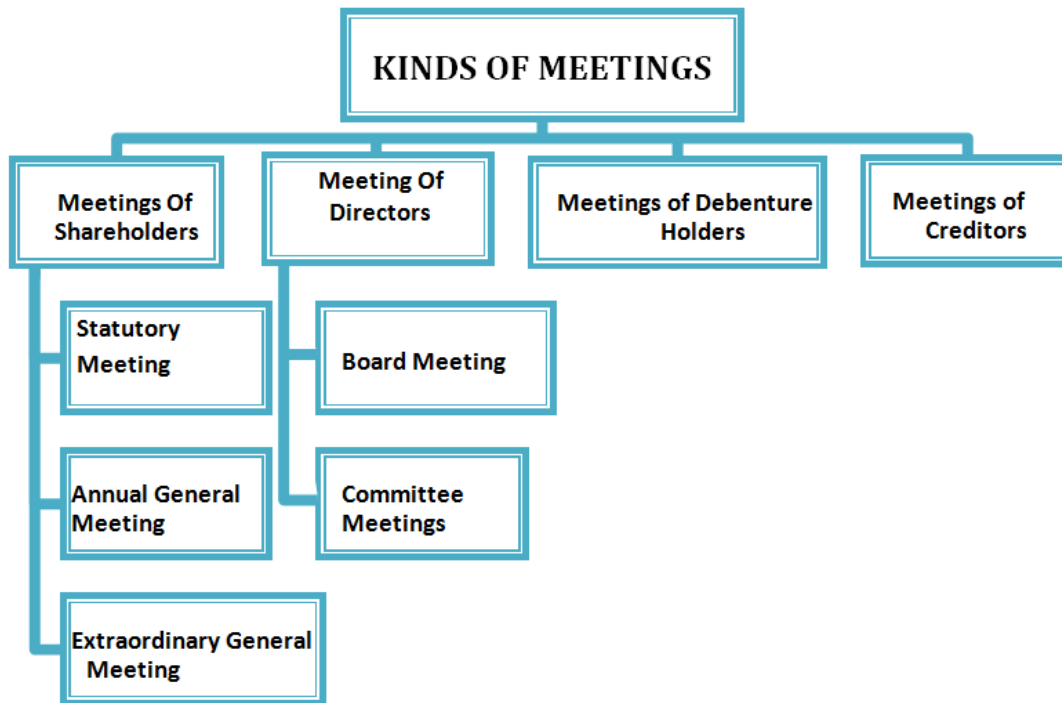 KINDS OF MEETINGS
Meetings Of
Shareholders
Meeting Of
Directors
Meetings of Debenture
Holders
Meetings of
Creditors
Statutory
Meeting
Board Meeting
Annual General
Meeting
Committee
Meetings
Extraordinary General
Meeting